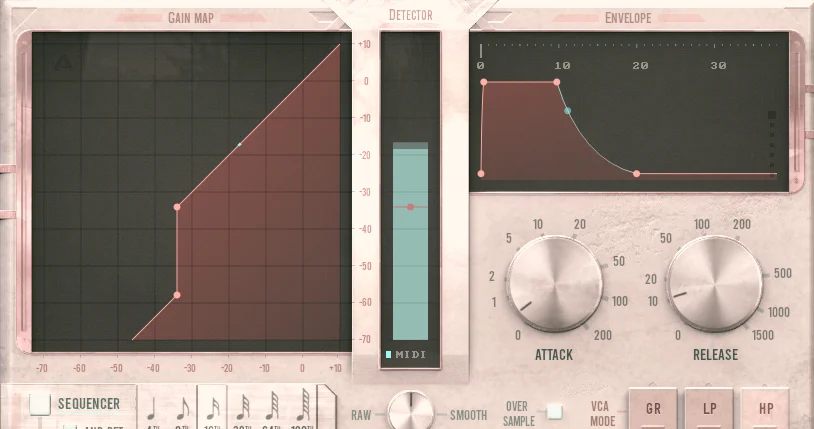 GAIN MAP
DETECTOR
ENVELOPE
+10
0
-10
-20
-30
-40
-50
-60
-70
-70 -60 -50 -40 -30 -20 -10 0 +10
MIDI
0 10 20 30
0 1 2 5 10 20 50 100 200
ATTACK
0 10 20 50 100 200 500 1000 1500
RELEASE
SEQUENCER
RAW
SMOOTH
OVER
SAMPLE
VCA
MODE
GR
LP
HP